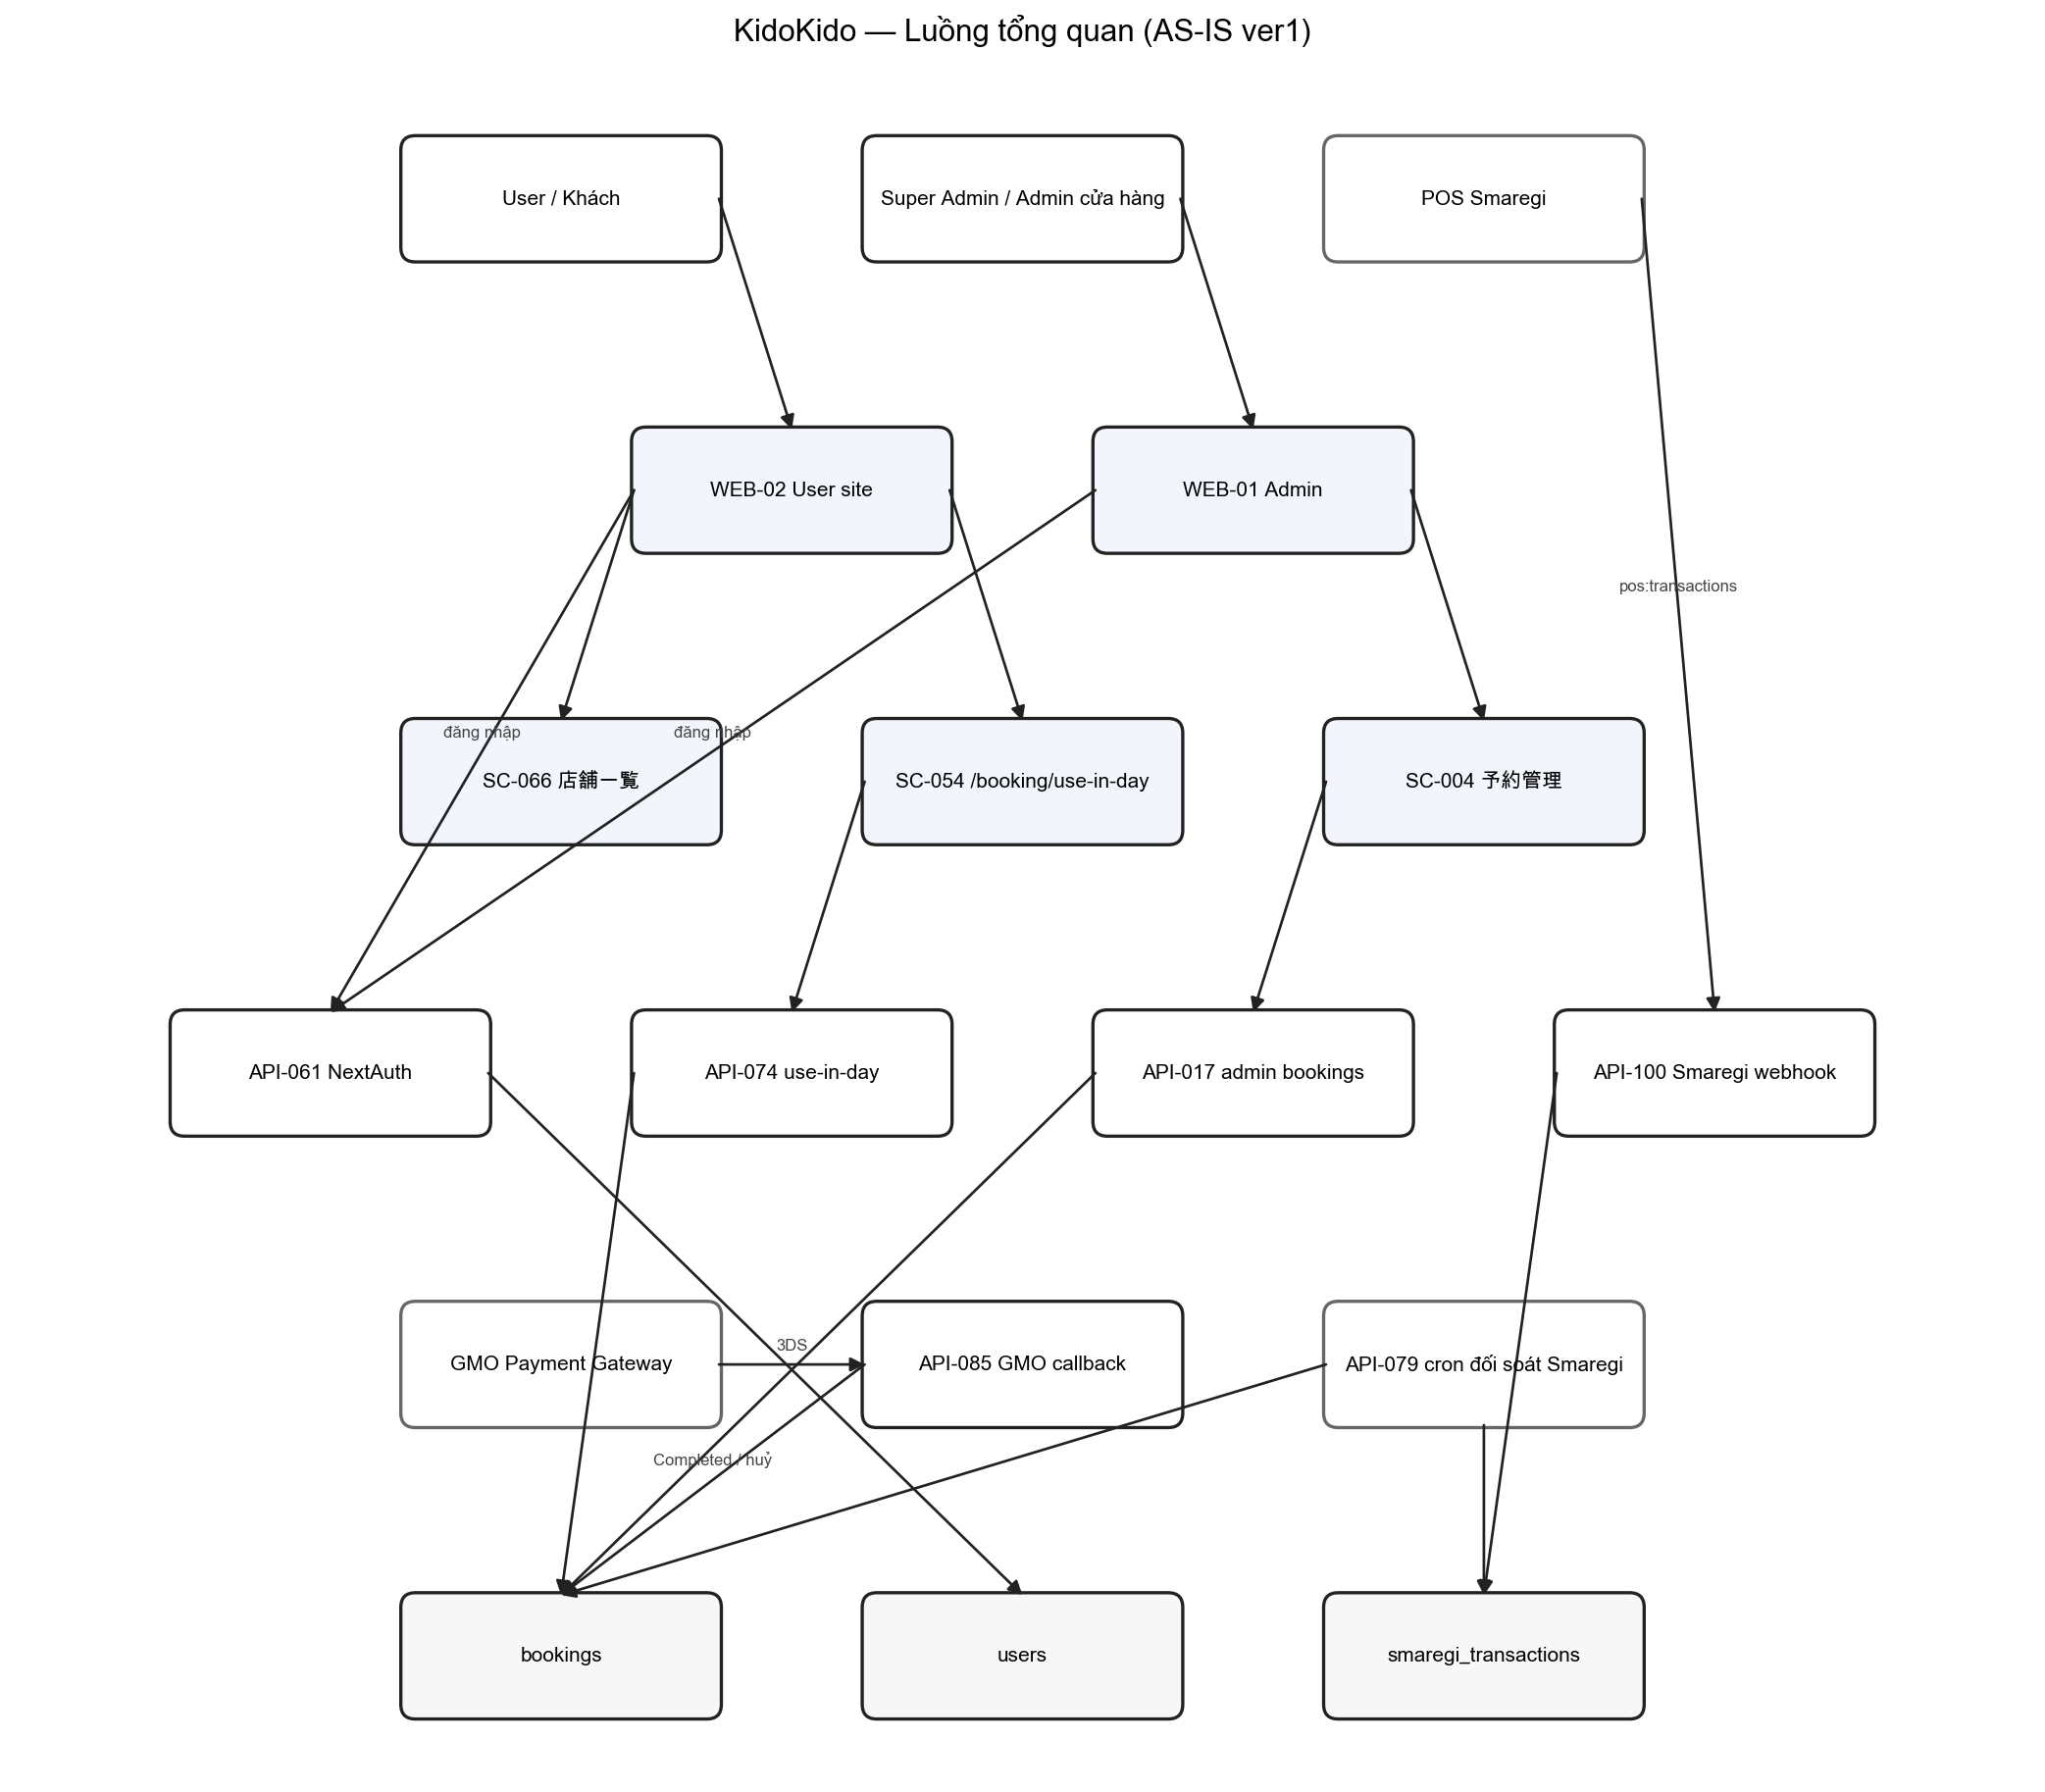 KidoKido — Luồng tổng quan (AS-IS ver1)
User / Khách
Super Admin / Admin cửa hàng
POS Smaregi
WEB-02 User site
WEB-01 Admin
pos:transactions
đăng nhập
đăng nhập
SC-066 店舗一覧
SC-054 /booking/use-in-day
SC-004 予約管理
API-061 NextAuth
API-074 use-in-day
API-017 admin bookings
API-100 Smaregi webhook
GMO Payment Gateway
3DS
API-085 GMO callback
API-079 cron đối soát Smaregi
Completed / huỷ
bookings
users
smaregi_transactions